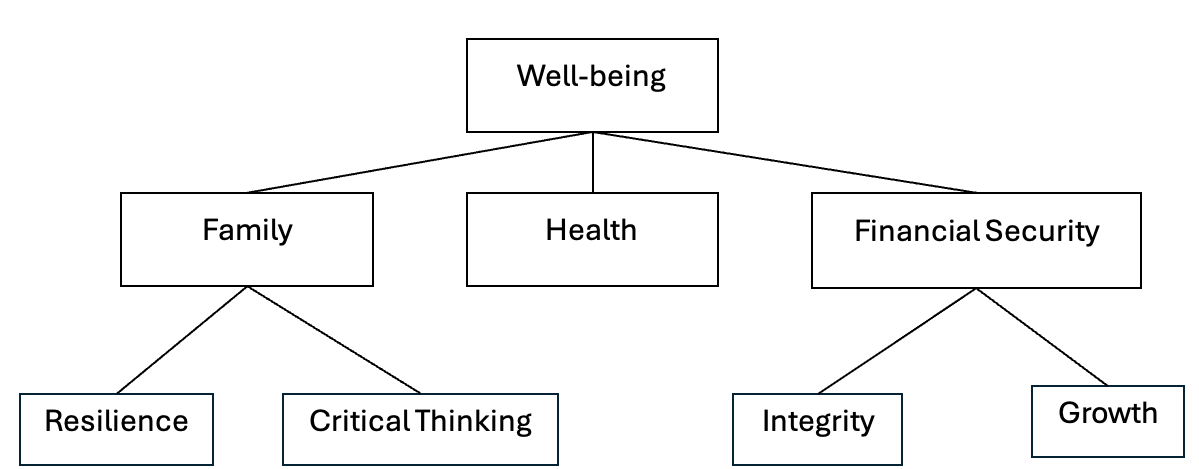 Well-being
Family
Health
Financial Security
Resilience
Critical Thinking
Integrity
Growth